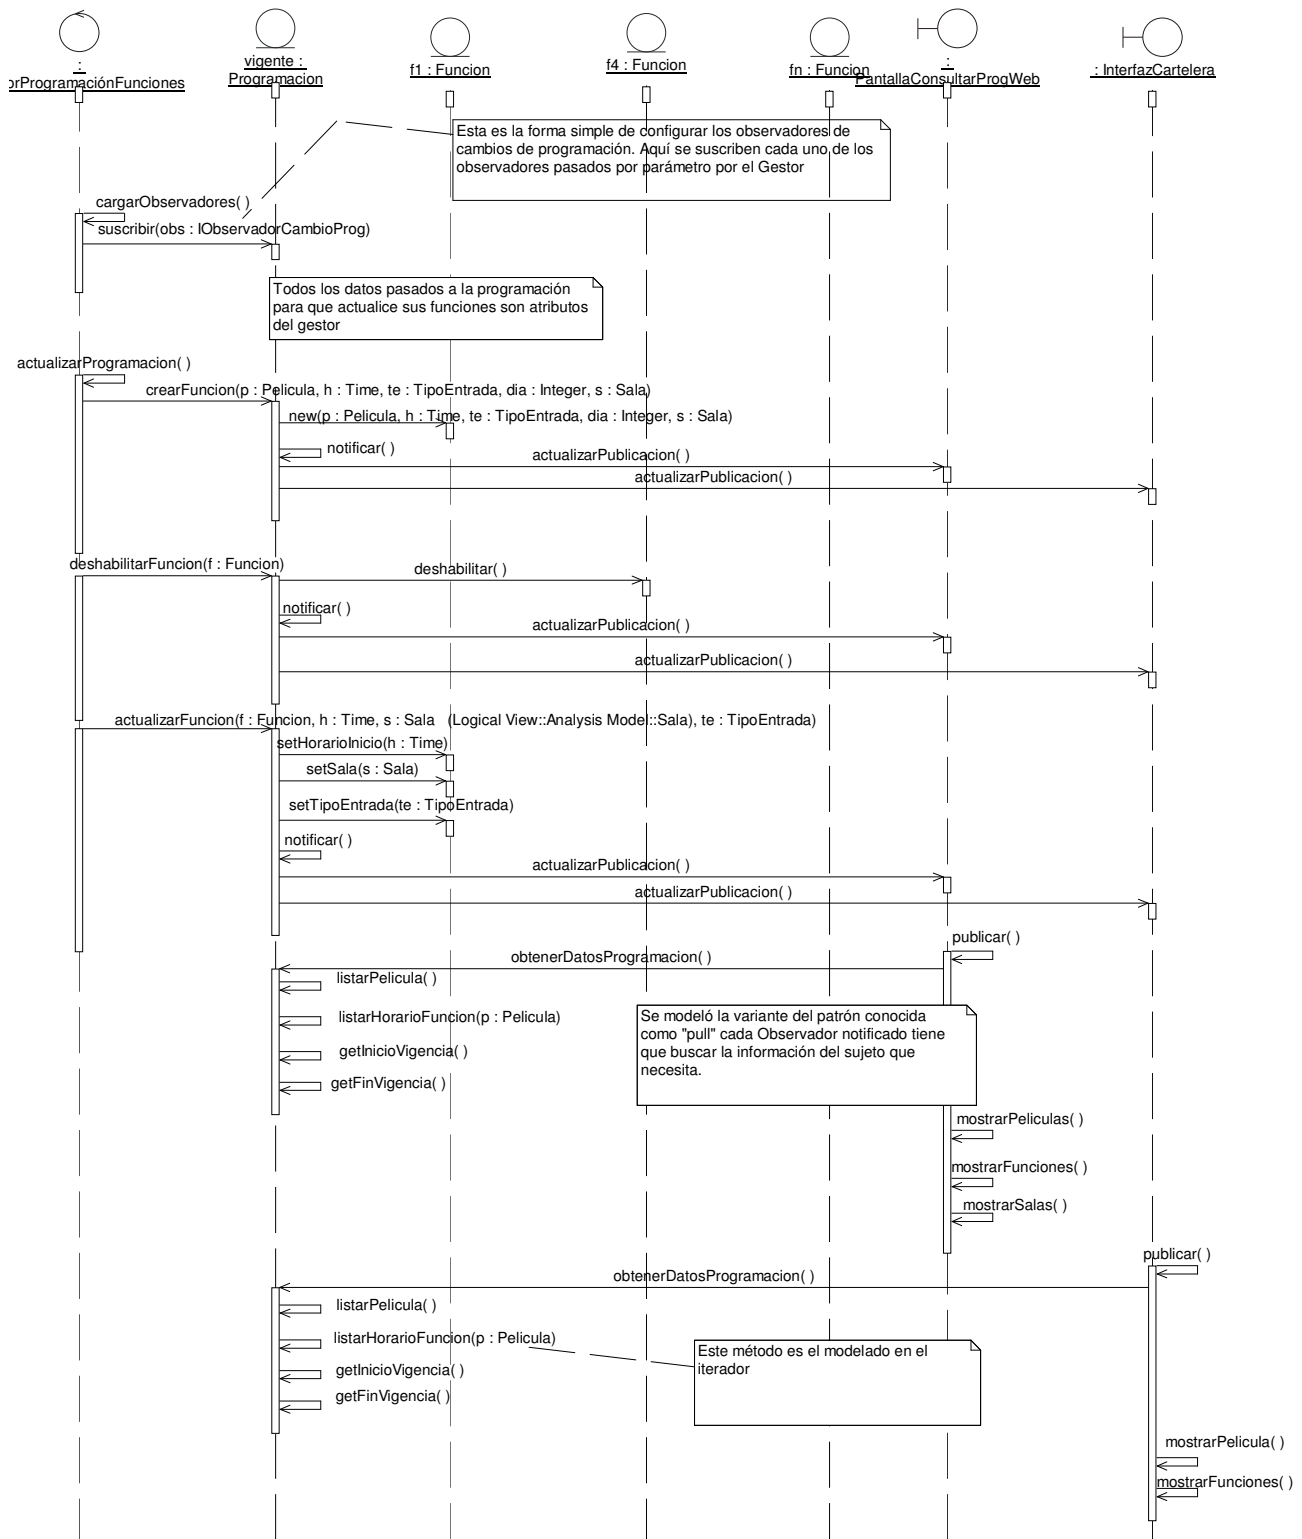 :
orProgramaciónFunciones
vigente :
Programacion
f1 : Funcion
f4 : Funcion
fn : Funcion
:
PantallaConsultarProgWeb
: InterfazCartelera
Esta es la forma simple de configurar los observadores de
cambios de programación. Aquí se suscriben cada uno de los
observadores pasados por parámetro por el Gestor
cargarObservadores( )
suscribir(obs : IObservadorCambioProg)
Todos los datos pasados a la programación
para que actualice sus funciones son atributos
del gestor
actualizarProgramacion( )
crearFuncion(p : Pelicula, h : Time, te : TipoEntrada, dia : Integer, s : Sala)
new(p : Pelicula, h : Time, te : TipoEntrada, dia : Integer, s : Sala)
notificar( )
actualizarPublicacion( )
actualizarPublicacion( )
deshabilitarFuncion(f : Funcion)
deshabilitar( )
notificar( )
actualizarPublicacion( )
actualizarPublicacion( )
actualizarFuncion(f : Funcion, h : Time, s : Sala (Logical View::Analysis Model::Sala), te : TipoEntrada)
setHorarioInicio(h : Time)
setSala(s : Sala)
setTipoEntrada(te : TipoEntrada)
notificar( )
actualizarPublicacion( )
actualizarPublicacion( )
publicar( )
obtenerDatosProgramacion( )
listarPelicula( )
listarHorarioFuncion(p : Pelicula)
getInicioVigencia( )
getFinVigencia( )
Se modeló la variante del patrón conocida
como "pull" cada Observador notificado tiene
que buscar la información del sujeto que
necesita.
mostrarPeliculas( )
mostrarFunciones( )
mostrarSalas( )
publicar( )
obtenerDatosProgramacion( )
listarPelicula( )
listarHorarioFuncion(p : Pelicula)
getInicioVigencia( )
getFinVigencia( )
Este método es el modelado en el
iterador
mostrarPelicula( )
mostrarFunciones( )